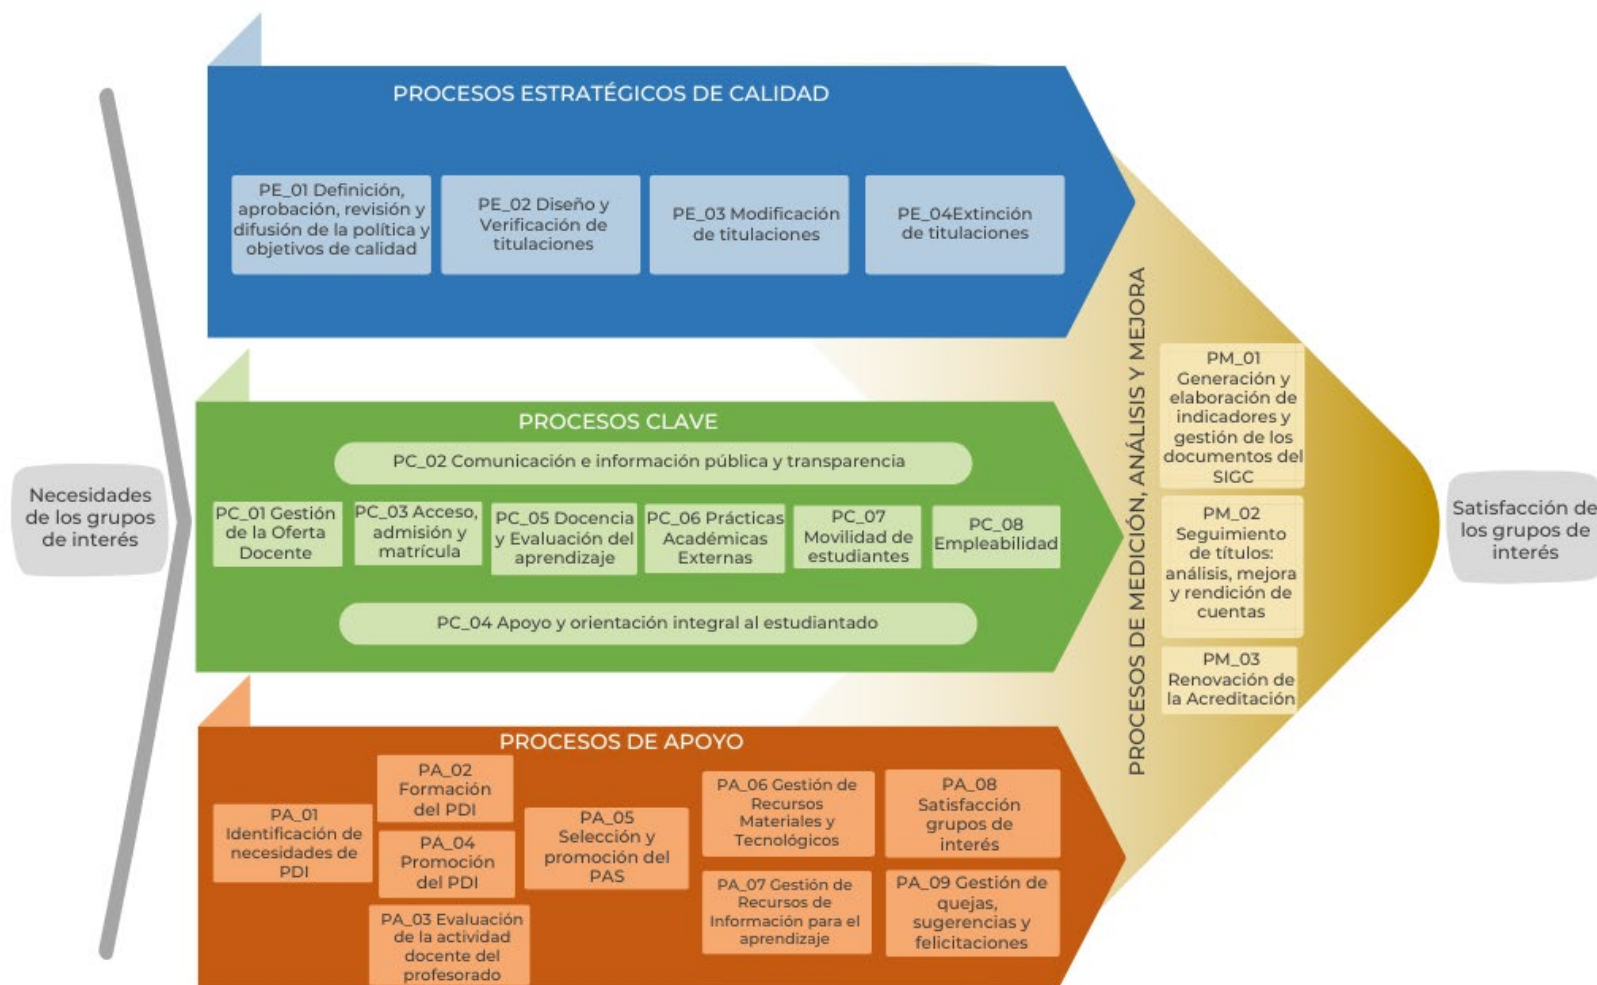 Necesidades
de los grupos
de interés
PROCESOS ESTRATÉGICOS DE CALIDAD
PE_01 Definición,
aprobación, revisión y
difusión de la política y
objetivos de calidad
PE_02 Diseño y
Verificación de
titulaciones
PE_03 Modificación
de titulaciones
PE_04Extinción
de titulaciones
PROCESOS CLAVE
PC_02 Comunicación e información pública y transparencia
PC_01 Gestión
de la Oferta
Docente
PC_03 Acceso,
admisión y
matrícula
PC_05 Docencia
y Evaluación del
aprendizaje
PC_06 Prácticas
Académicas
Externas
PC_07
Movilidad de
estudiantes
PC_08
Empleabilidad
PC_04 Apoyo y orientación integral al estudiantado
PROCESOS DE APOYO
PA_01
Identificación de
necesidades de
PDI
PA_02
Formación
del PDI
PA_04
Promoción
del PDI
PA_03 Evaluación
de la actividad
docente del
profesorado
PA_05
Selección y
promoción del
PAS
PA_06 Gestión de
Recursos
Materiales y
Tecnológicos
PA_07 Gestión de
Recursos de
Información para el
aprendizaje
PA_08
Satisfacción
grupos de
interés
PA_09 Gestión de
quejas,
sugerencias y
felicitaciones
PROCESOS DE MEDICIÓN, ANÁLISIS Y MEJORA
PM_01
Generación y
elaboración de
indicadores y
gestión de los
documentos del
SIGC
PM_02
Seguimiento
de títulos:
análisis, mejora
y rendición de
cuentas
PM_03
Renovación de
la Acreditación
Satisfacción de
los grupos de
interés